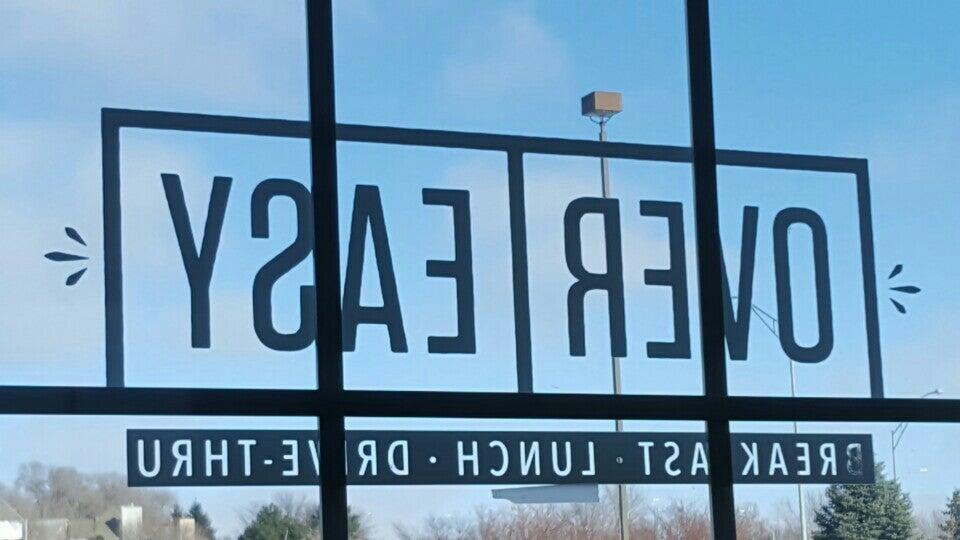 OVER EASY
BREAKFAST · LUNCH · DRIVE-THRU